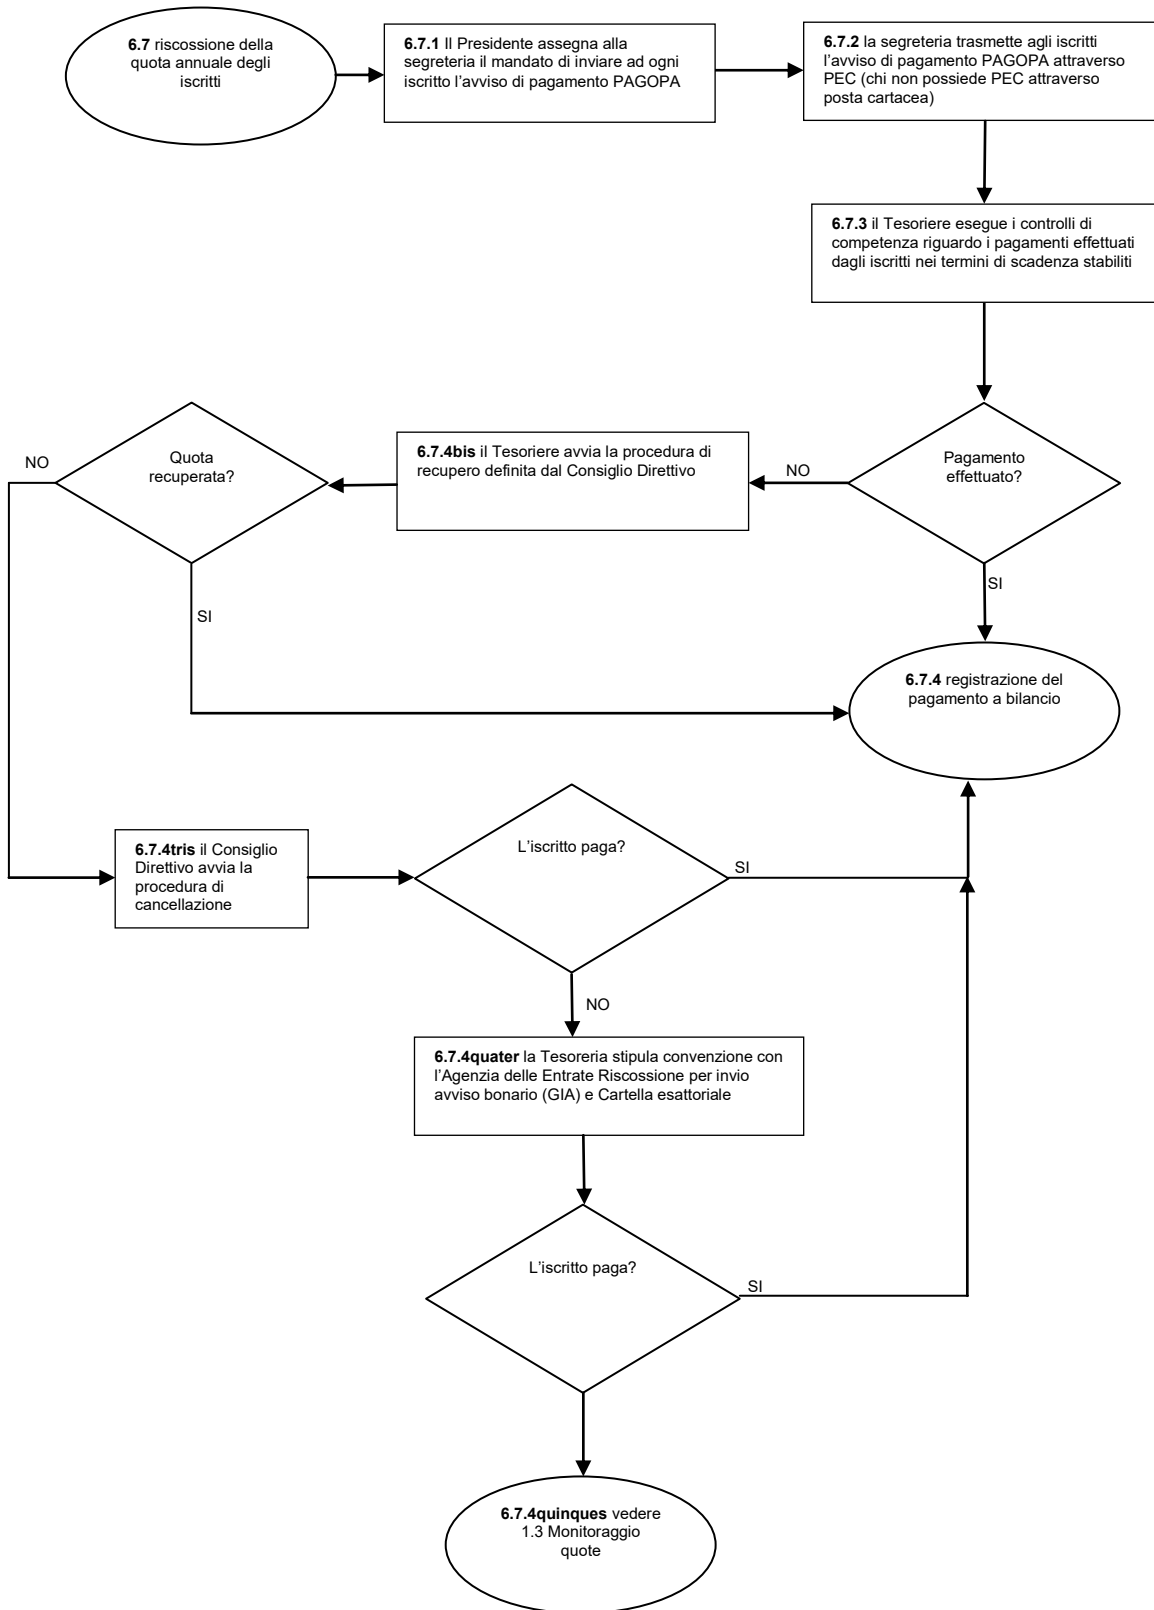 6.7 riscossione della
quota annuale degli
iscritti
6.7.1 Il Presidente assegna alla
segreteria il mandato di inviare ad ogni
iscritto l’avviso di pagamento PAGOPA
6.7.2 la segreteria trasmette agli iscritti
l’avviso di pagamento PAGOPA attraverso
PEC (chi non possiede PEC attraverso
posta cartacea)
6.7.3 il Tesoriere esegue i controlli di
competenza riguardo i pagamenti effettuati
dagli iscritti nei termini di scadenza stabiliti
Pagamento
effettuato?
NO
SI
6.7.4bis il Tesoriere avvia la procedura di
recupero definita dal Consiglio Direttivo
Quota
recuperata?
NO
SI
6.7.4 registrazione del
pagamento a bilancio
6.7.4tris il Consiglio
Direttivo avvia la
procedura di
cancellazione
L’iscritto paga?
SI
NO
6.7.4quater la Tesoreria stipula convenzione con
l’Agenzia delle Entrate Riscossione per invio
avviso bonario (GIA) e Cartella esattoriale
L’iscritto paga?
SI
6.7.4quinques vedere
1.3 Monitoraggio
quote